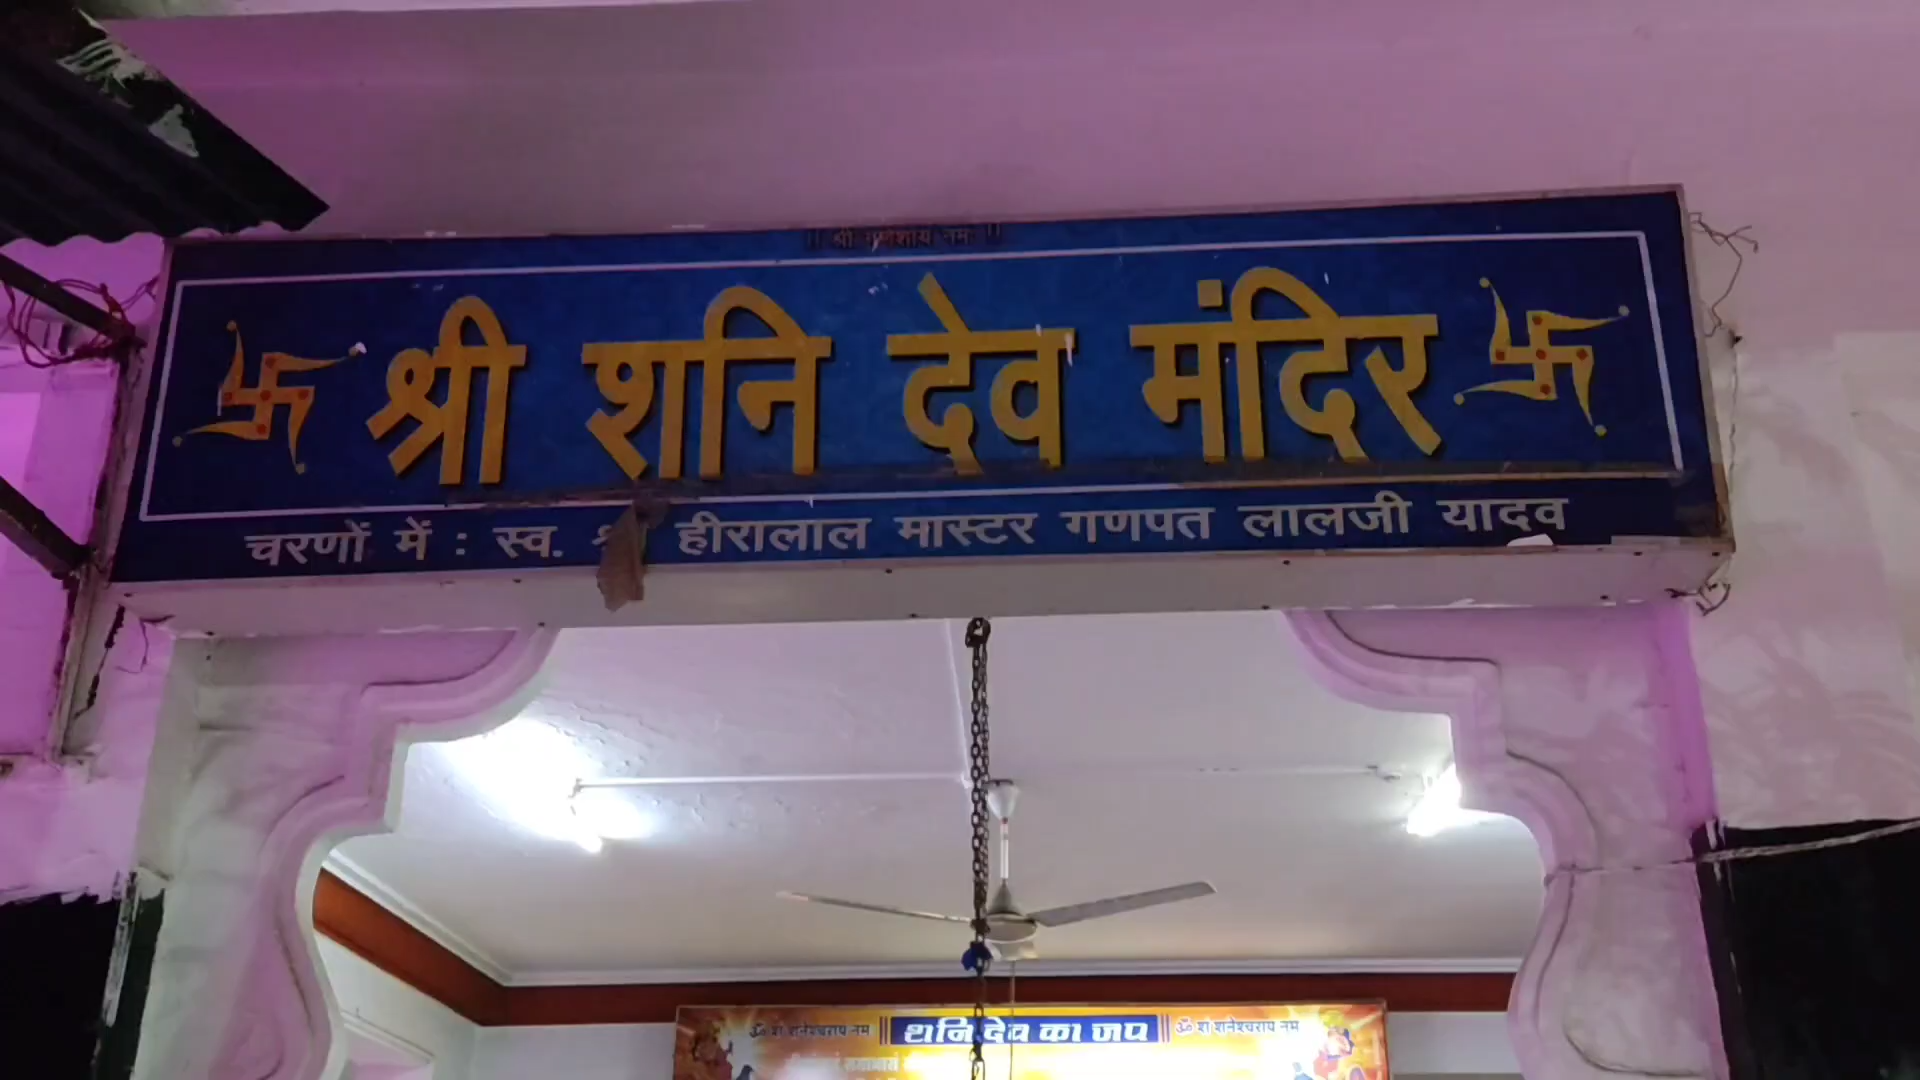 || श्री गणेशाय नमः ||
श्री शनि देव मंदिर
चरणों में : स्व. श्री हीरालाल मास्टर गणपत लालजी यादव
ॐ शं शनैश्चराय नम || शनि देव का जप || ॐ शं शनैश्चराय नम